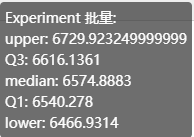 Experiment 批量:
upper: 6729.923249999999
Q3: 6616.1361
median: 6574.8883
Q1: 6540.278
lower: 6466.9314